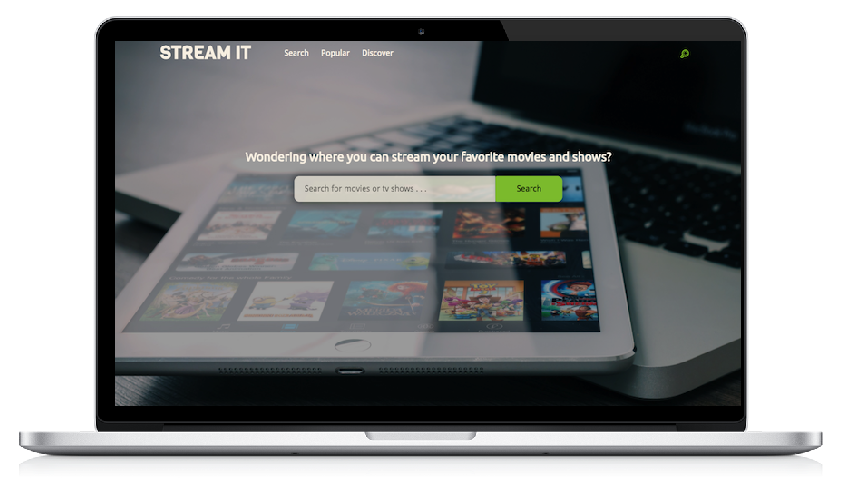 STREAM IT
Search Popular Discover
Wondering where you can stream your favorite movies and shows?
Search for movies or tv shows . . .
Search